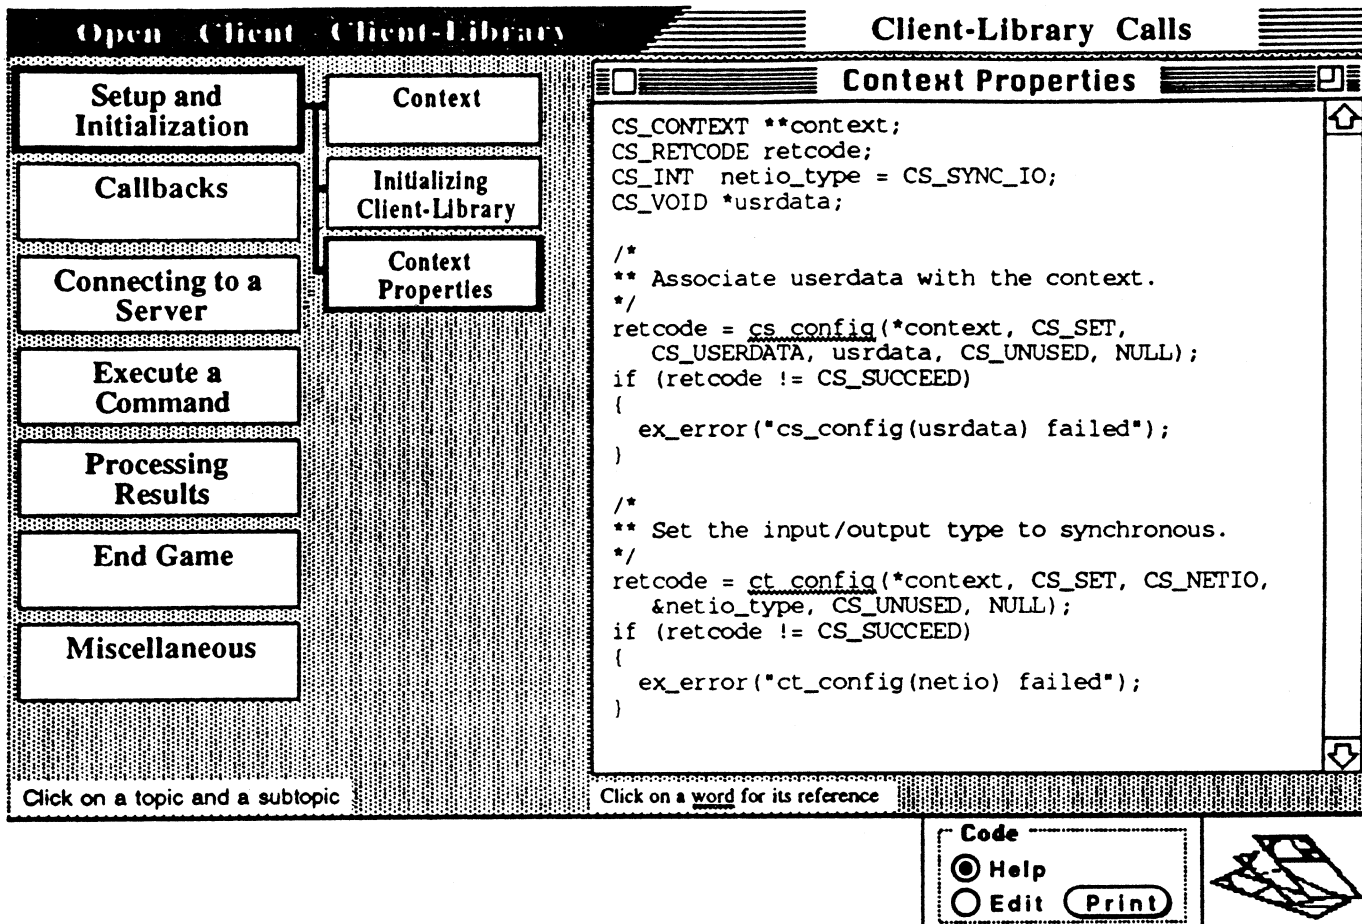 Open Client Client-Library
Client-Library Calls
Setup and
Initialization
Callbacks
Connecting to a
Server
Execute a
Command
Processing
Results
End Game
Miscellaneous
Context
Initializing
Client-Library
Context
Properties
Click on a topic and a subtopic
Context Properties
CS_CONTEXT **context;
CS_RETCODE retcode;
CS_INT netio_type = CS_SYNC_IO;
CS_VOID *usrdata;
/*
** Associate userdata with the context.
*/
retcode = cs_config(*context, CS_SET,
CS_USERDATA, usrdata, CS_UNUSED, NULL);
if (retcode != CS_SUCCEED)
{
ex_error("cs_config(usrdata) failed");
}
/*
** Set the input/output type to synchronous.
*/
retcode = ct_config(*context, CS_SET, CS_NETIO,
&netio_type, CS_UNUSED, NULL);
if (retcode != CS_SUCCEED)
{
ex_error("ct_config(netio) failed");
}
Click on a word for its reference
Code
Help
Edit
Print